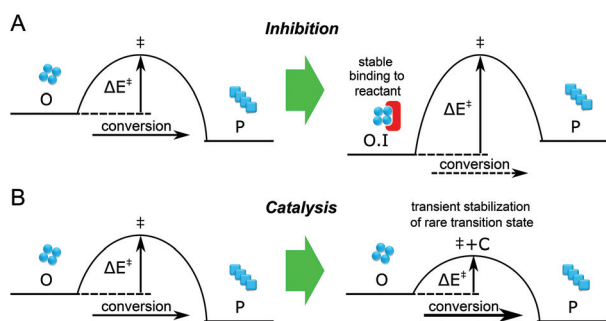 A
Inhibition
‡
O
ΔE‡
conversion
P
stable
binding to
reactant
O.I
‡
ΔE‡
conversion
P
B
Catalysis
‡
O
ΔE‡
conversion
P
transient stabilization
of rare transition state
‡+C
O
ΔE‡
conversion
P